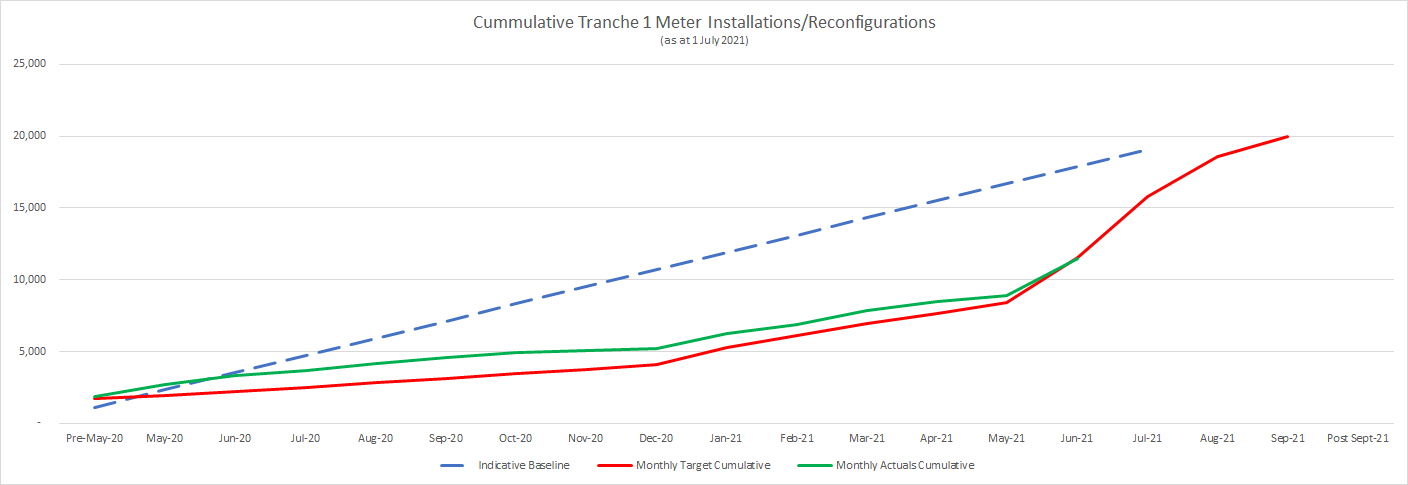 Cummulative Tranche 1 Meter Installations/Reconfigurations
(as at 1 July 2021)
25,000
20,000
15,000
10,000
5,000
-
Pre-May-20 May-20 Jun-20 Jul-20 Aug-20 Sep-20 Oct-20 Nov-20 Dec-20 Jan-21 Feb-21 Mar-21 Apr-21 May-21 Jun-21 Jul-21 Aug-21 Sep-21 Post Sept-21
Indicative Baseline Monthly Target Cumulative Monthly Actuals Cumulative